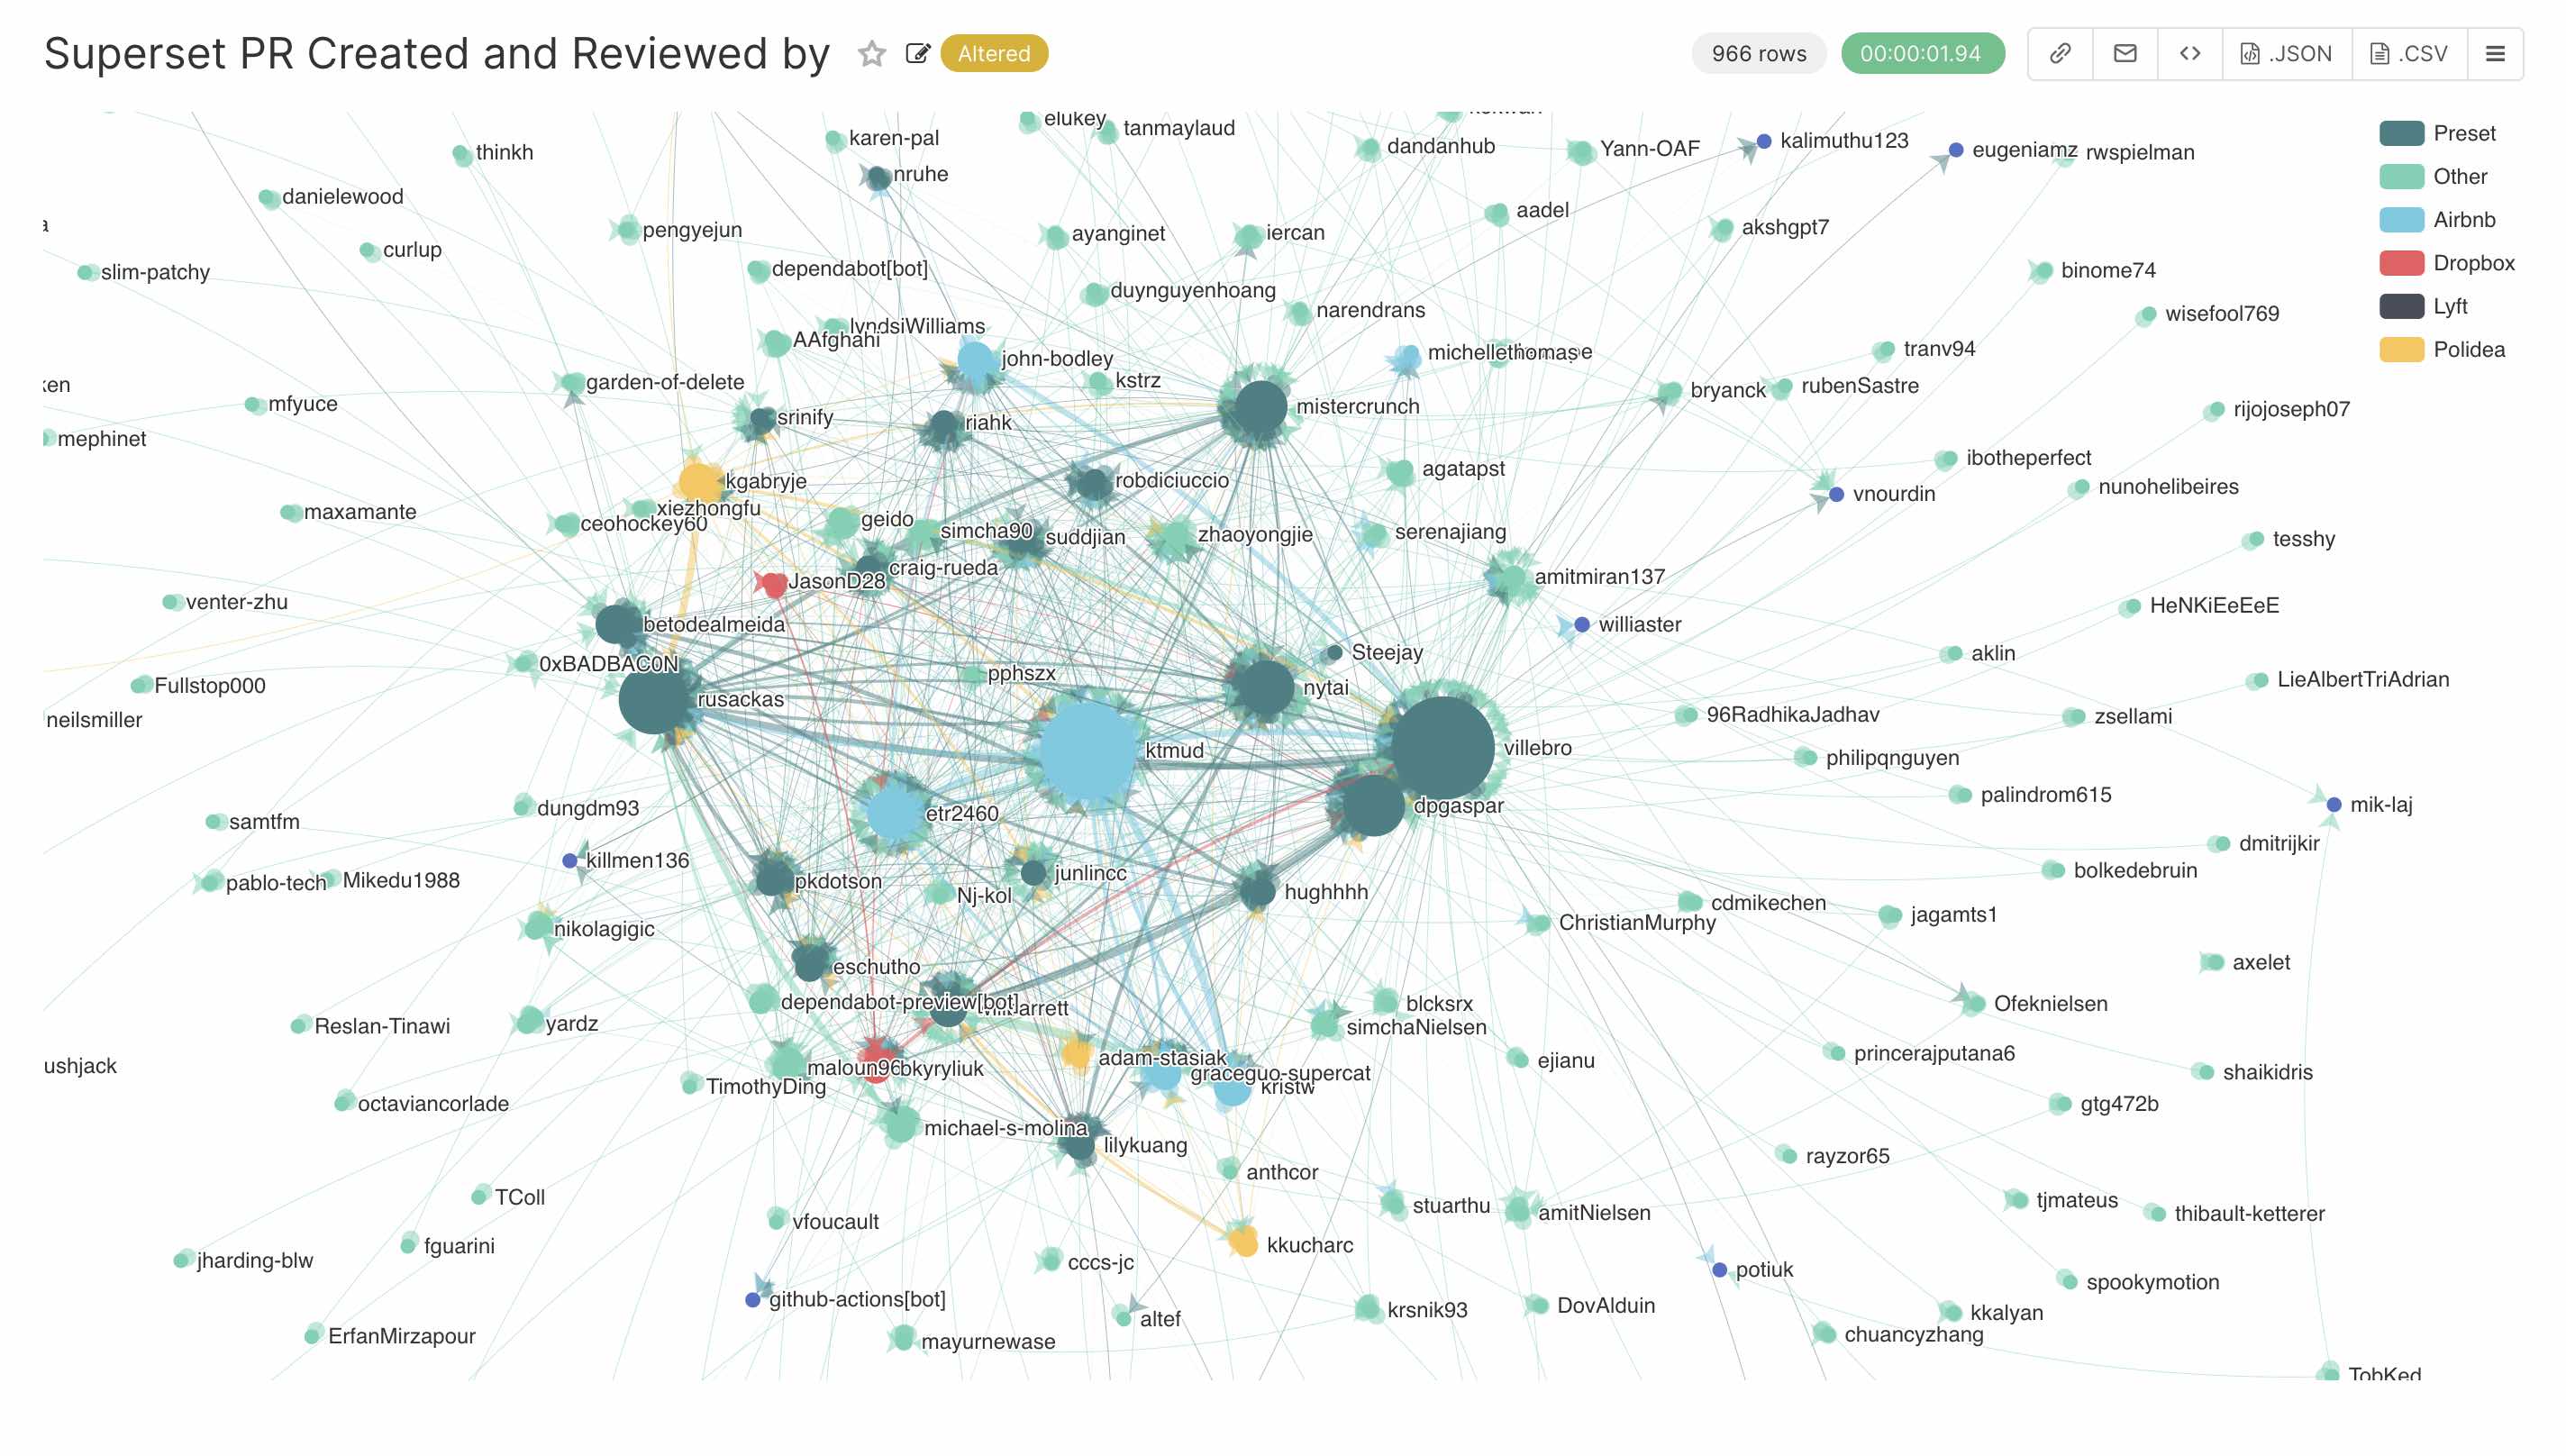 Superset PR Created and Reviewed by
Altered
966 rows
00:00:01.94
.JSON
.CSV
Preset
Other
Airbnb
Dropbox
Lyft
Polidea
elukey
tanmaylaud
karen-pal
dandanhub
Yann-OAF
kalimuthu123
eugeniamz
rwspielman
thinkh
nruhe
danielewood
aadel
akshgpt7
pengyejun
ayanginet
iercan
curlup
slim-patchy
dependabot[bot]
binome74
duynguyenhoang
narendrans
wisefool769
lyndsiWilliams
AAfghahi
john-bodley
michellethomas
tranv94
garden-of-delete
kstrz
bryanck
rubenSastre
mfyuce
mistercrunch
rijojoseph07
srinify
riahk
mephinet
ibotheperfect
agatapst
kgabryje
robdiciuccio
nunohelibeires
vnourdin
maxamante
xiezhongfu
ceohockey60
geido
simcha90
suddjian
zhaoyongjie
serenajiang
tesshy
craig-rueda
JasonD28
amitmiran137
venter-zhu
HeNKiEeEeE
betodealmeida
williaster
Steejay
aklin
0xBADBAC0N
pphszx
Fullstop000
nytai
LieAlbertTriAdrian
rusackas
neilsmiller
96RadhikaJadhav
zsellami
ktmud
villebro
philipqnguyen
palindrom615
dungdm93
etr2460
dpgaspar
mik-laj
samtfm
dmitrijkir
killmen136
bolkedebruin
pablo-tech
Mikedu1988
pkdotson
junlincc
Nj-kol
hughhhh
cdmikechen
jagamts1
nikolagigic
ChristianMurphy
eschutho
axelet
dependabot-preview[bot]
blcksrx
Ofeknielsen
Reslan-Tinawi
yardz
simchaNielsen
ushjack
maloun96
bkyryliuk
adam-stasiak
graceguo-supercat
kristw
ejianu
princerajputana6
shaikidris
TimothyDing
octaviancorlade
gtg472b
michael-s-molina
lilykuang
rayzor65
anthcor
TColl
stuarthu
amitNielsen
tjmateus
thibault-ketterer
vfoucault
fguarini
kkucharc
jharding-blw
cccs-jc
potiuk
spookymotion
github-actions[bot]
altef
krsnik93
DovAlduin
kkalyan
ErfanMirzapour
mayurnewase
chuancyzhang
TobKed